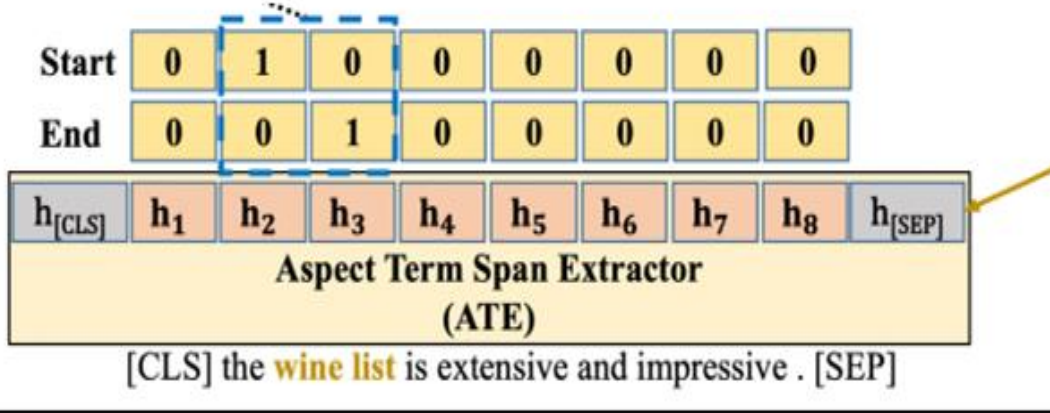 Start 0 1 0 0 0 0 0 0
End 0 0 1 0 0 0 0 0
h[CLS] h1 h2 h3 h4 h5 h6 h7 h8 h[SEP]
Aspect Term Span Extractor
(ATE)
[CLS] the wine list is extensive and impressive . [SEP]